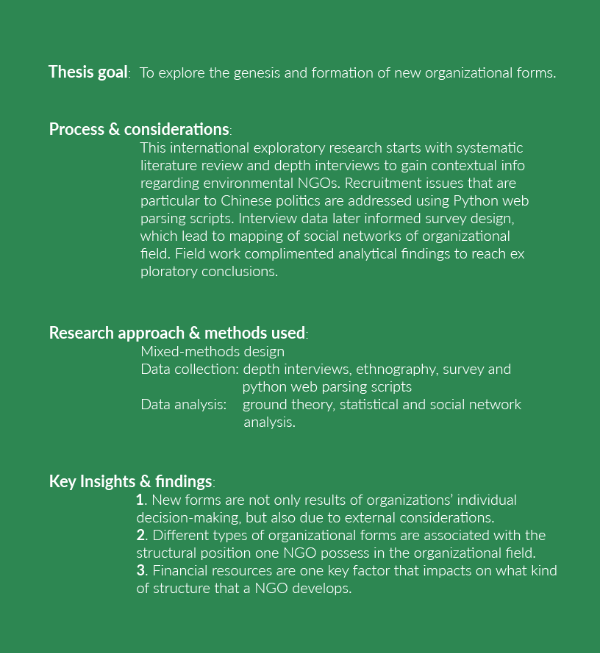 Thesis goal: To explore the genesis and formation of new organizational forms.
Process & considerations:
This international exploratory research starts with systematic
literature review and depth interviews to gain contextual info
regarding environmental NGOs. Recruitment issues that are
particular to Chinese politics are addressed using Python web
parsing scripts. Interview data later informed survey design,
which lead to mapping of social networks of organizational
field. Field work complimented analytical findings to reach ex
ploratory conclusions.
Research approach & methods used:
Mixed-methods design
Data collection: depth interviews, ethnography, survey and
python web parsing scripts
Data analysis: ground theory, statistical and social network
analysis.
Key Insights & findings:
1. New forms are not only results of organizations' individual
decision-making, but also due to external considerations.
2. Different types of organizational forms are associated with the
structural position one NGO possess in the organizational field.
3. Financial resources are one key factor that impacts on what kind
of structure that a NGO develops.